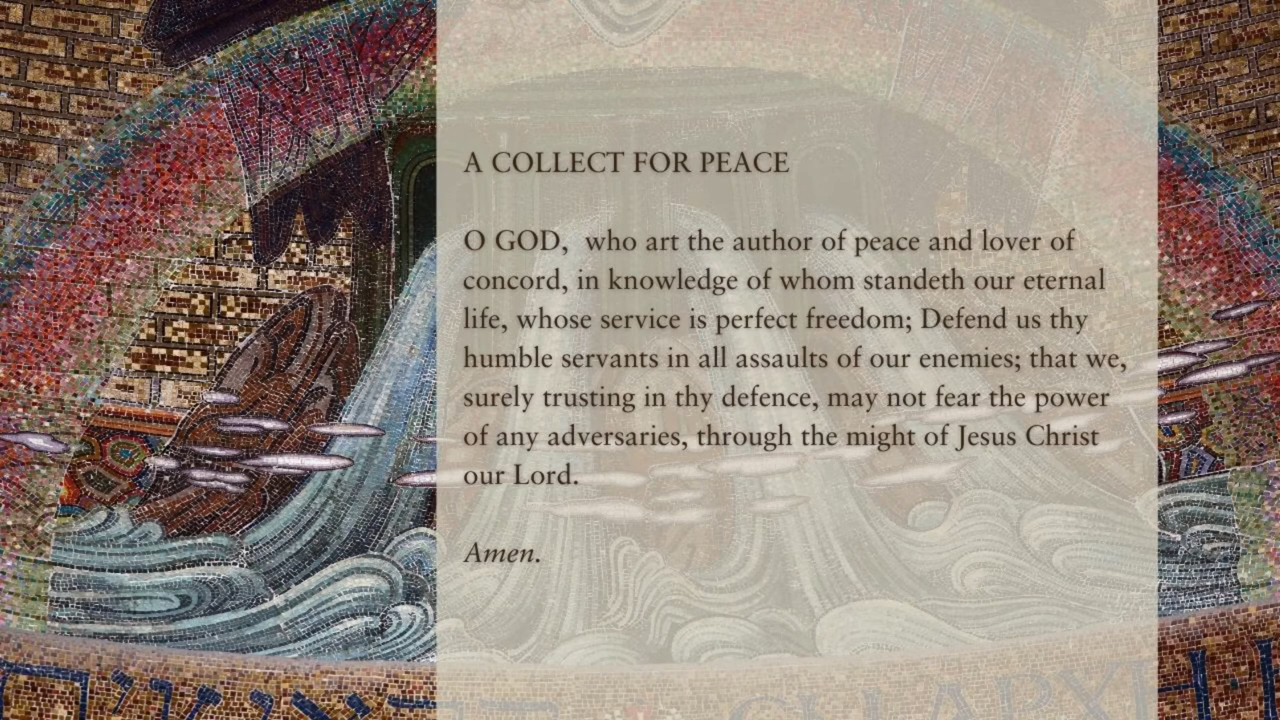 A COLLECT FOR PEACE
O GOD, who art the author of peace and lover of
concord, in knowledge of whom standeth our eternal
life, whose service is perfect freedom; Defend us thy
humble servants in all assaults of our enemies; that we,
surely trusting in thy defence, may not fear the power
of any adversaries, through the might of Jesus Christ
our Lord.
Amen.